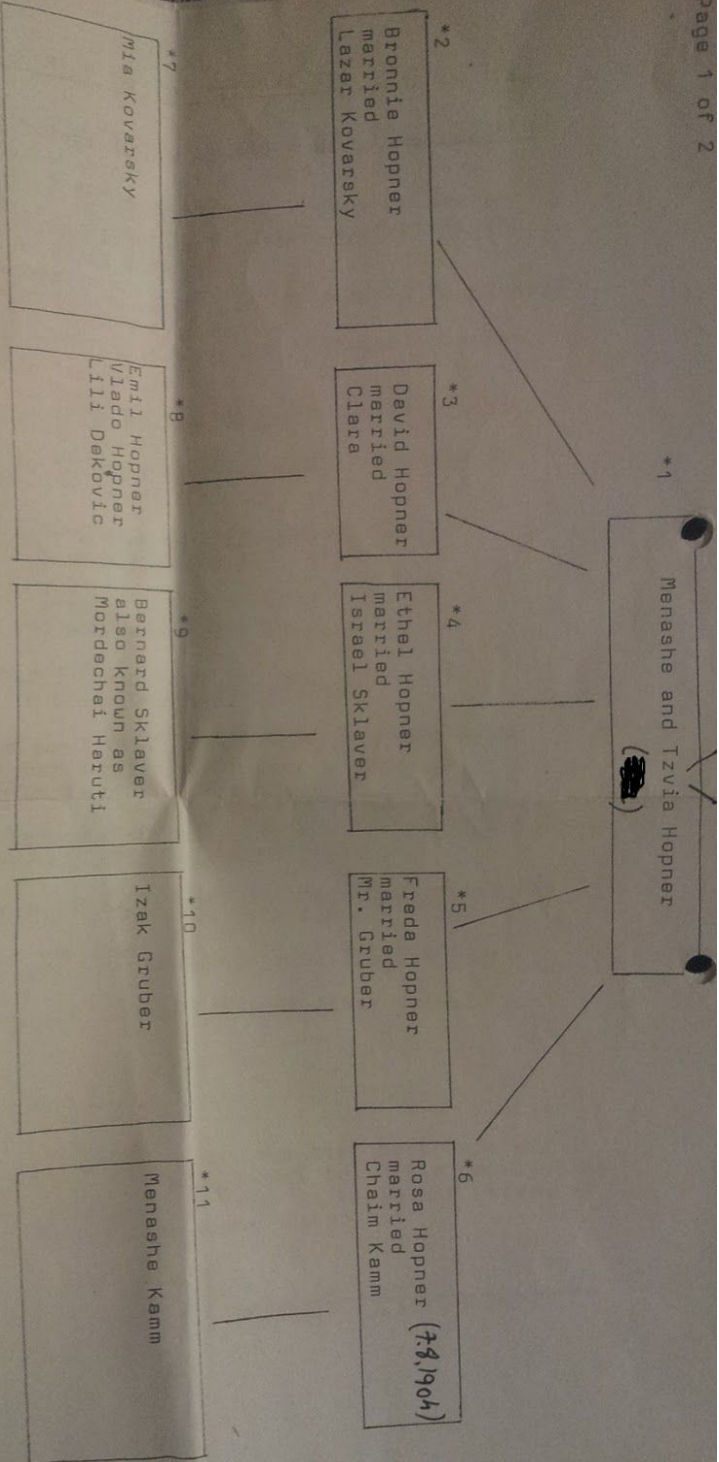 Page 1 of 2
*1
Menashe and Tzvia Hopner
*2
Bronnie Hopner
married
Lazar Kovarsky
*3
David Hopner
married
Clara
*4
Ethel Hopner
married
Israel Sklaver
*5
Freda Hopner
married
Mr. Gruber
*6
Rosa Hopner (7.8.1904)
married
Chaim Kamm
*7
Mia Kovarsky
*8
Emil Hopner
Vlado Hopner
Lili Dekovic
*9
Bernard Sklaver
also known as
Mordechai Haruti
*10
Izak Gruber
*11
Menashe Kamm